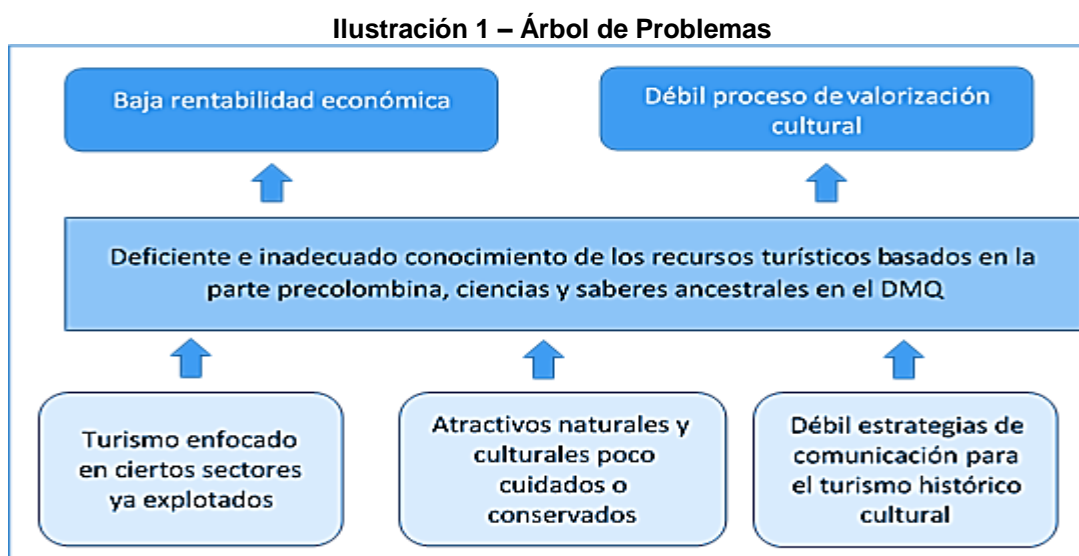 Ilustración 1 – Árbol de Problemas
Baja rentabilidad económica
Débil proceso de valorización
cultural
Deficiente e inadecuado conocimiento de los recursos turísticos basados en la
parte precolombina, ciencias y saberes ancestrales en el DMQ
Turismo enfocado
en ciertos sectores
ya explotados
Atractivos naturales y
culturales poco
cuidados o
conservados
Débil estrategias de
comunicación para
el turismo histórico
cultural